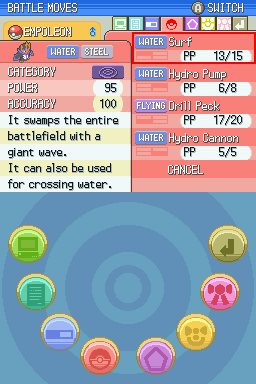 BATTLE MOVES
A SWITCH
EMPOLEON ♂
WATER STEEL
CATEGORY
POWER 95
ACCURACY 100
It swamps the entire
battlefield with a
giant wave.
It can also be used
for crossing water.
WATER Surf
PP 13/15
WATER Hydro Pump
PP 6/8
FLYING Drill Peck
PP 17/20
WATER Hydro Cannon
PP 5/5
CANCEL